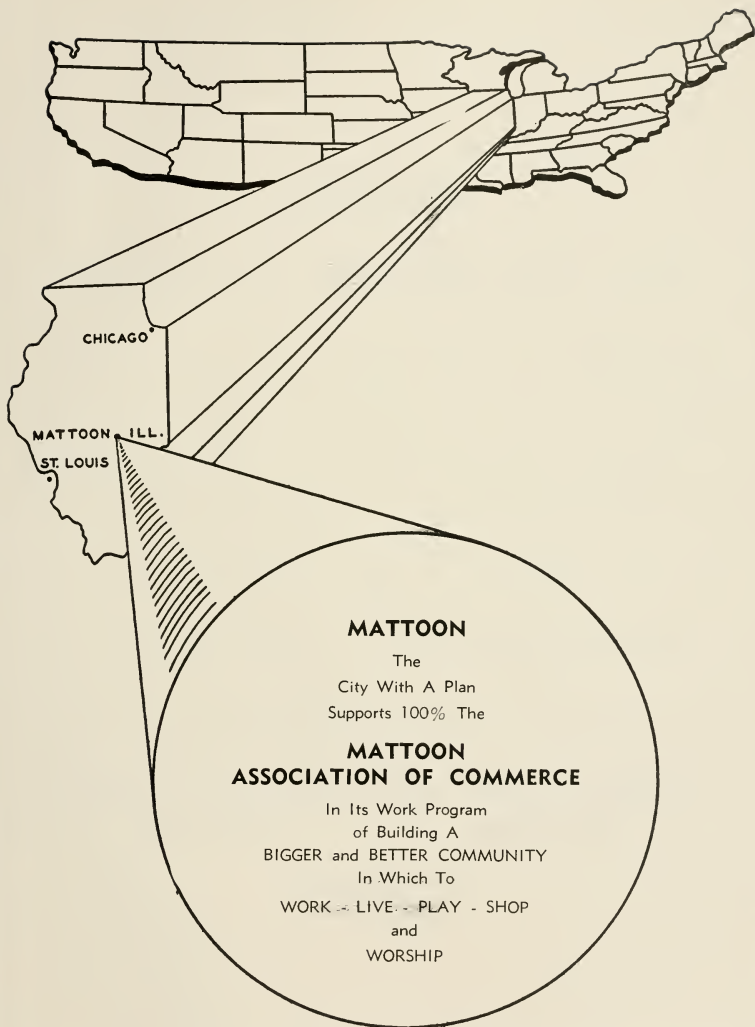 CHICAGO
MATTOON ILL.
ST. LOUIS
MATTOON
The
City With A Plan
Supports 100% The
MATTOON
ASSOCIATION OF COMMERCE
In Its Work Program
of Building A
BIGGER and BETTER COMMUNITY
In Which To
WORK - LIVE - PLAY - SHOP
and
WORSHIP